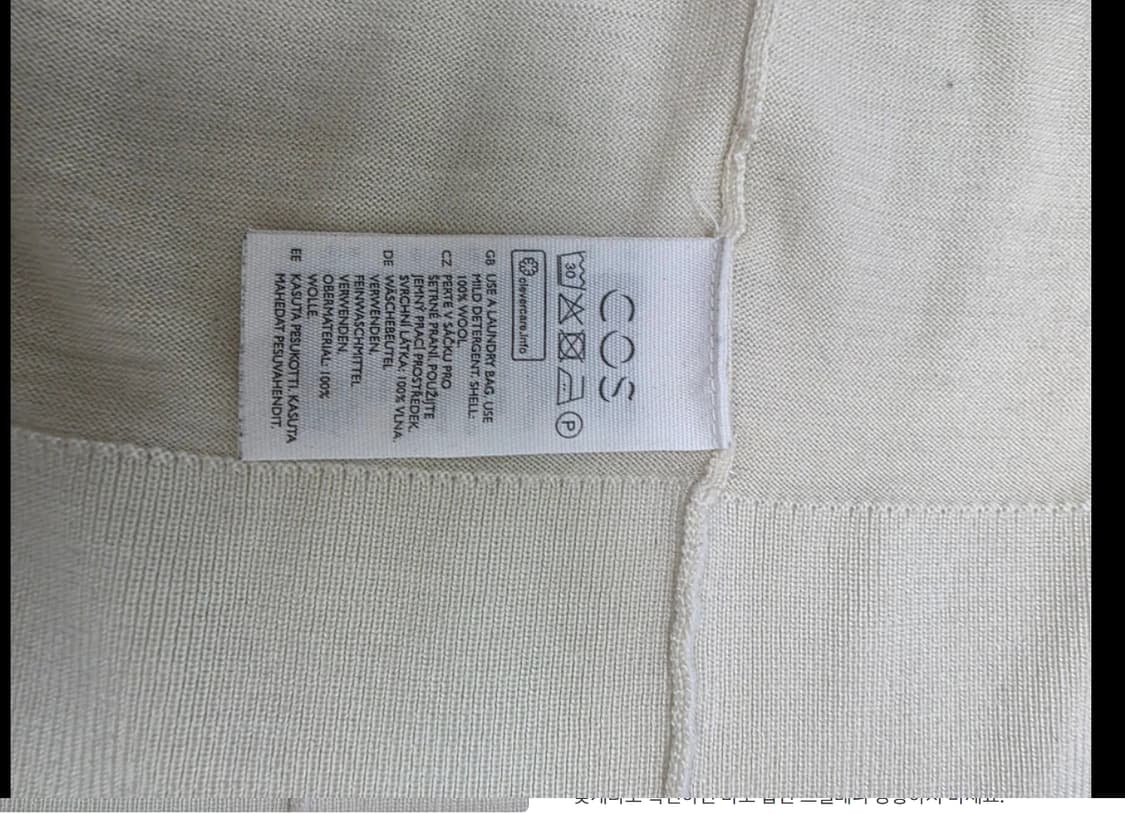 COS
30
P
clevercare.info
GB USE A LAUNDRY BAG. USE
MILD DETERGENT. SHELL:
100% WOOL
CZ PERTE V SÁČKU PRO
ŠETRNÉ PRANÍ. POUŽIJTE
JEMNÝ PRACÍ PROSTŘEDEK.
SVRCHNÍ LÁTKA: 100% VLNA.
DE WÄSCHEBEUTEL
VERWENDEN.
FEINWASCHMITTEL
VERWENDEN.
OBERMATERIAL: 100%
WOLLE.
EE KASUTA PESUKOTTI. KASUTA
MAHEDAT PESUVAHENDIT.